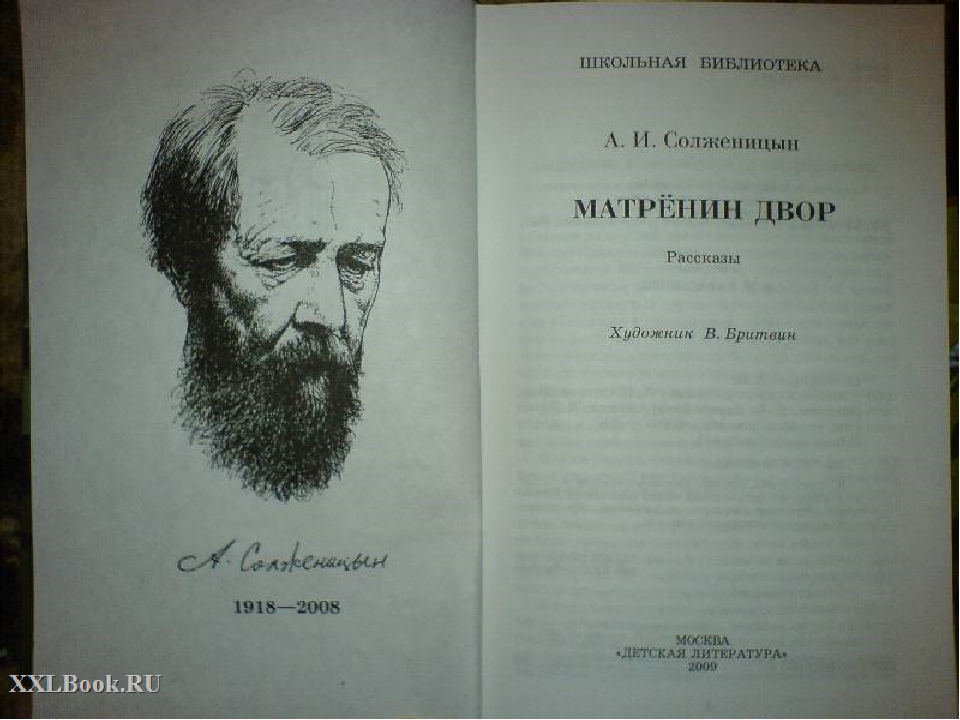 А. Солженицын
1918—2008
ШКОЛЬНАЯ БИБЛИОТЕКА
А. И. Солженицын
МАТРЁНИН ДВОР
Рассказы
Художник В. Бритвин
МОСКВА
«ДЕТСКАЯ ЛИТЕРАТУРА»
2009
XXLBook.RU